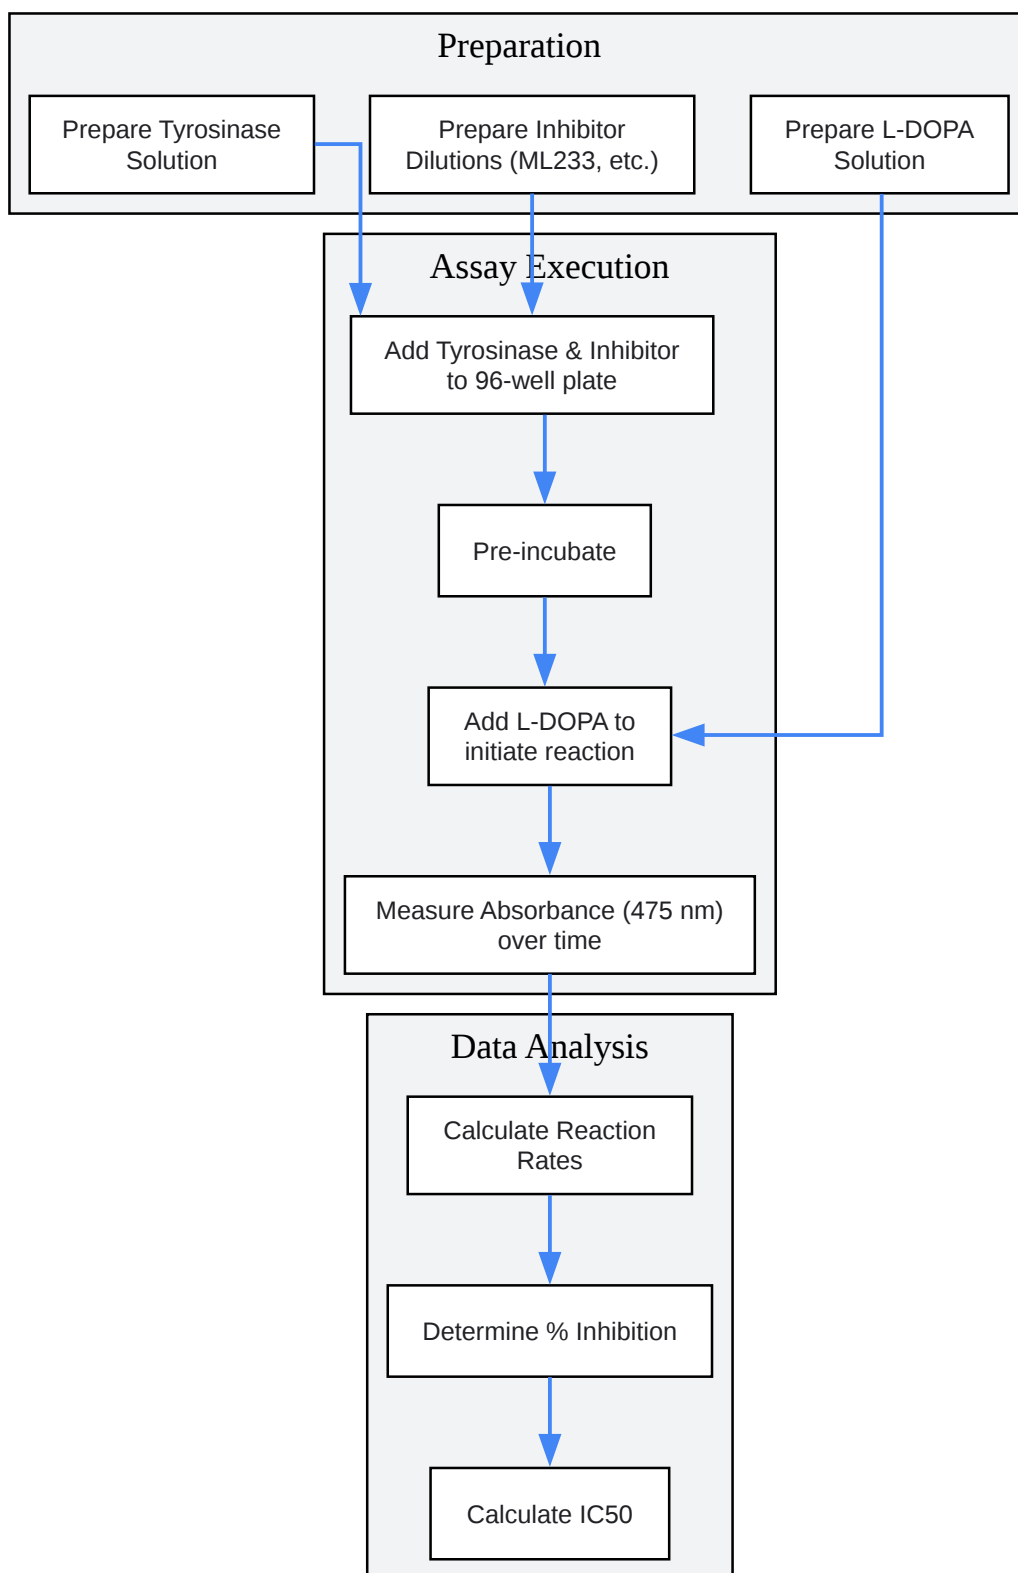 Preparation
Prepare Tyrosinase
Solution
Prepare Inhibitor
Dilutions (ML233, etc.)
Prepare L-DOPA
Solution
Assay Execution
Add Tyrosinase & Inhibitor
to 96-well plate
Pre-incubate
Add L-DOPA to
initiate reaction
Measure Absorbance (475 nm)
over time
Data Analysis
Calculate Reaction
Rates
Determine % Inhibition
Calculate IC50